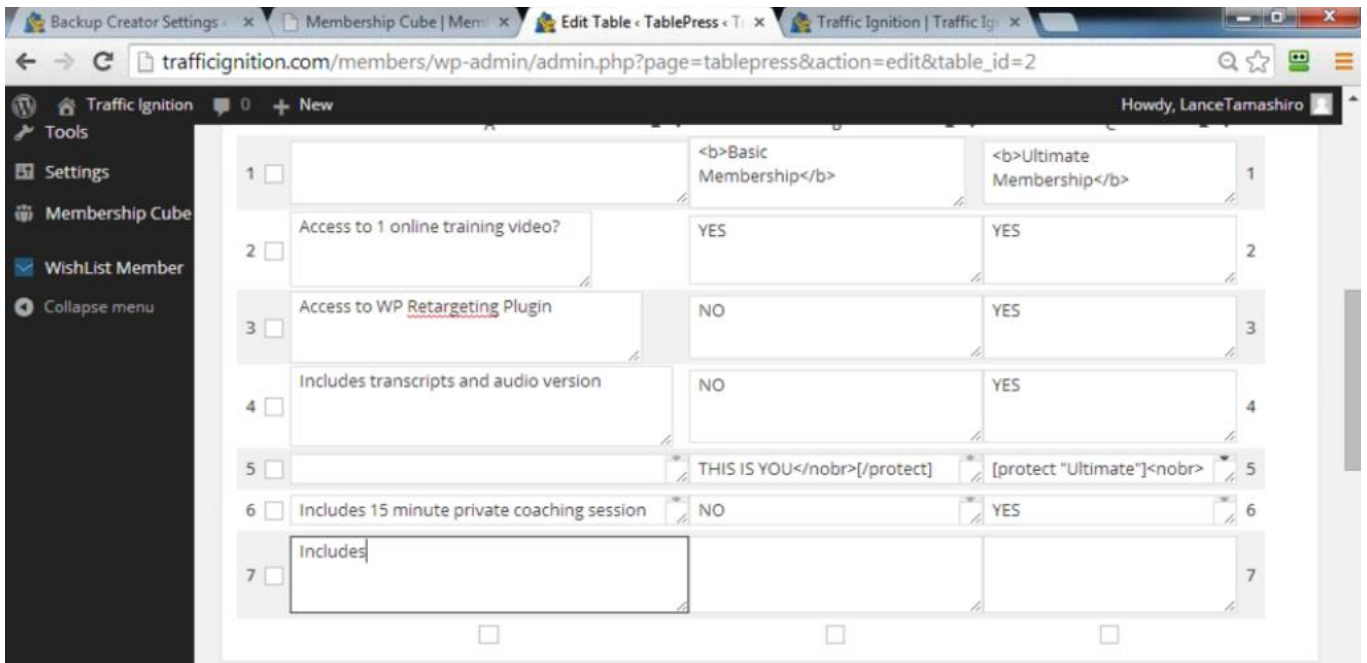 Backup Creator Settings
Membership Cube | Mem
Edit Table ‹ TablePress ‹ T
Traffic Ignition | Traffic Ig
trafficignition.com/members/wp-admin/admin.php?page=tablepress&action=edit&table_id=2
Traffic Ignition 0 + New Howdy, LanceTamashiro
Tools
Settings
Membership Cube
WishList Member
Collapse menu
1 <b>Basic Membership</b> <b>Ultimate Membership</b> 1
2 Access to 1 online training video? YES YES 2
3 Access to WP Retargeting Plugin NO YES 3
4 Includes transcripts and audio version NO YES 4
5 THIS IS YOU</nobr>[/protect] [protect "Ultimate"]<nobr> 5
6 Includes 15 minute private coaching session NO YES 6
7 Includes 7